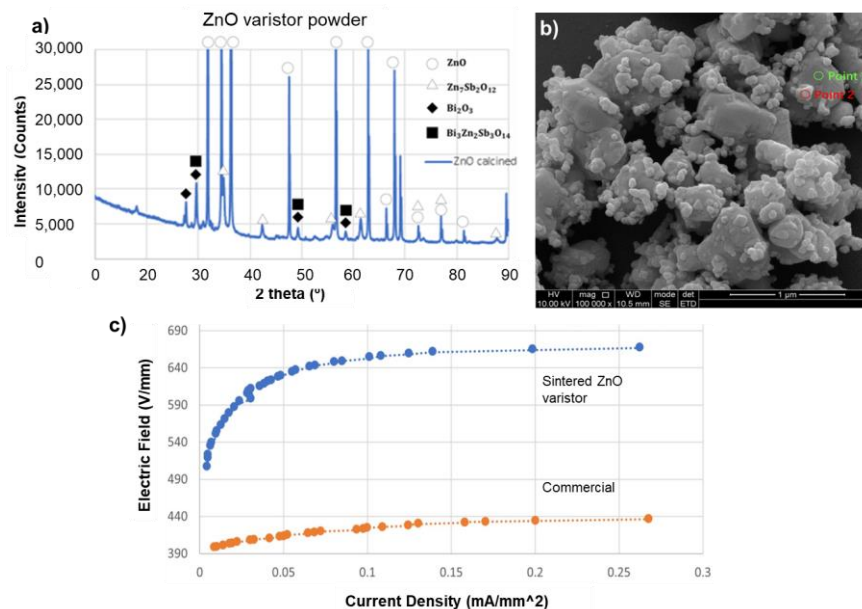 ZnO varistor powder
a)
30,000
25,000
20,000
15,000
10,000
5,000
0
Intensity (Counts)
0 10 20 30 40 50 60 70 80 90
2 theta (º)
ZnO
Zn₇Sb₂O₁₂
Bi₂O₃
Bi₃Zn₂Sb₃O₁₄
ZnO calcined
b)
Point
Point 2
HV mag WD mode det
10.00 kV 100 000 x 10.5 mm SE ETD
1 µm
c)
690
640
590
540
490
440
390
Electric Field (V/mm)
Sintered ZnO
varistor
Commercial
0 0.05 0.1 0.15 0.2 0.25 0.3
Current Density (mA/mm^2)